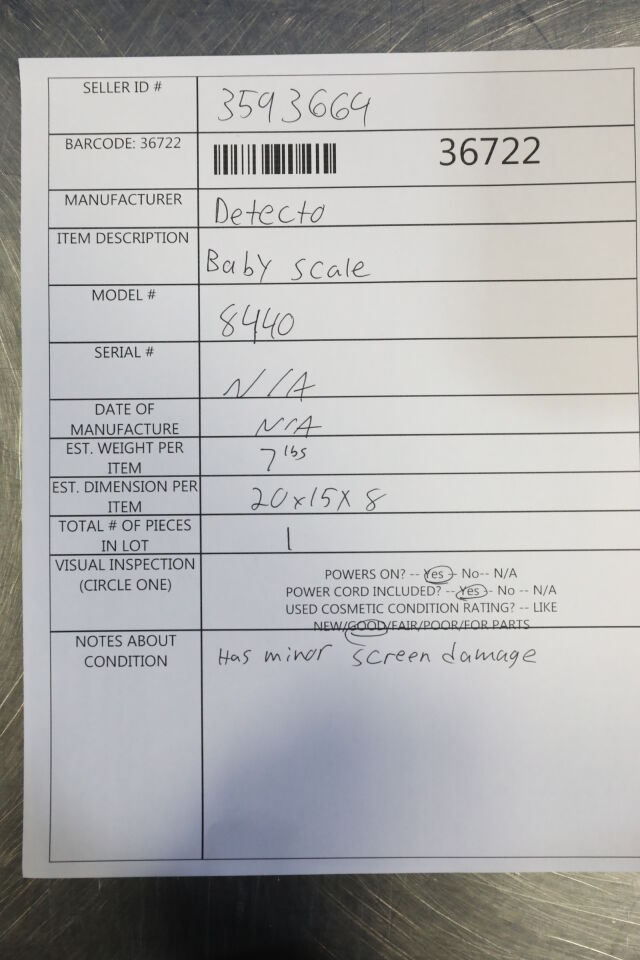 SELLER ID #
3593669
BARCODE: 36722
36722
MANUFACTURER
Detecto
ITEM DESCRIPTION
Baby scale
MODEL #
8440
SERIAL #
N/A
DATE OF
MANUFACTURE
N/A
EST. WEIGHT PER
ITEM
7 lbs
EST. DIMENSION PER
ITEM
20x15x8
TOTAL # OF PIECES
IN LOT
1
VISUAL INSPECTION
(CIRCLE ONE)
POWERS ON? -- Yes -- No-- N/A
POWER CORD INCLUDED? -- Yes -- No -- N/A
USED COSMETIC CONDITION RATING? -- LIKE
NEW/GOOD/FAIR/POOR/FOR PARTS
NOTES ABOUT
CONDITION
Has minor screen damage